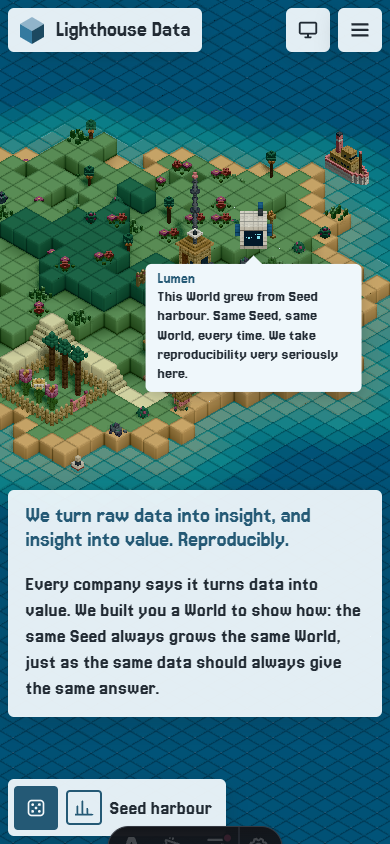 Lighthouse Data
Lumen
This World grew from Seed
harbour. Same Seed, same
World, every time. We take
reproducibility very seriously
here.
We turn raw data into insight, and
insight into value. Reproducibly.
Every company says it turns data into
value. We built you a World to show how: the
same Seed always grows the same World,
just as the same data should always give
the same answer.
Seed harbour